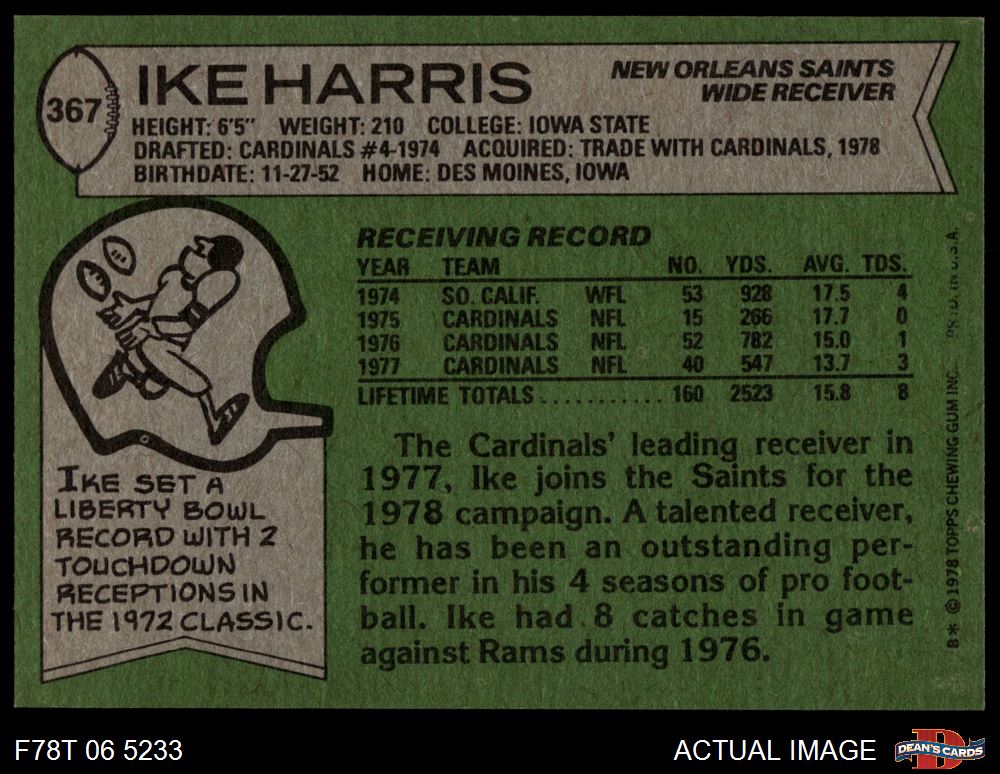 367
IKE HARRIS
NEW ORLEANS SAINTS
WIDE RECEIVER
HEIGHT: 6'5" WEIGHT: 210 COLLEGE: IOWA STATE
DRAFTED: CARDINALS #4-1974 ACQUIRED: TRADE WITH CARDINALS, 1978
BIRTHDATE: 11-27-52 HOME: DES MOINES, IOWA
RECEIVING RECORD
YEAR TEAM NO. YDS. AVG. TDS.
1974 SO. CALIF. WFL 53 928 17.5 4
1975 CARDINALS NFL 15 266 17.7 0
1976 CARDINALS NFL 52 782 15.0 1
1977 CARDINALS NFL 40 547 13.7 3
LIFETIME TOTALS........... 160 2523 15.8 8
The Cardinals' leading receiver in
1977, Ike joins the Saints for the
1978 campaign. A talented receiver,
he has been an outstanding per-
former in his 4 seasons of pro foot-
ball. Ike had 8 catches in game
against Rams during 1976.
IKE SET A
LIBERTY BOWL
RECORD WITH 2
TOUCHDOWN
RECEPTIONS IN
THE 1972 CLASSIC.
B* © 1978 TOPPS CHEWING GUM INC. PRTD. IN U.S.A.
F78T 06 5233
ACTUAL IMAGE
D
DEAN'S CARDS